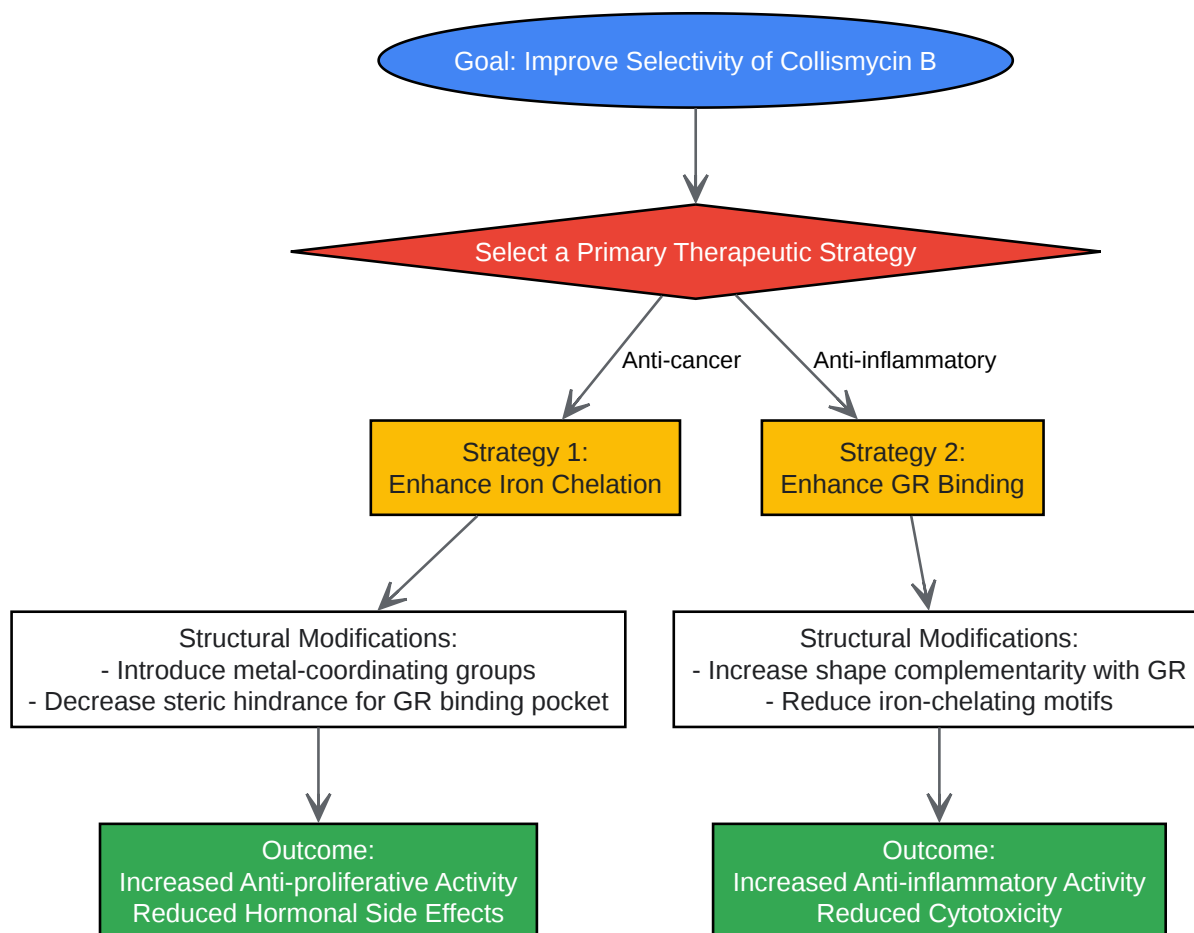 Goal: Improve Selectivity of Collismycin B
Select a Primary Therapeutic Strategy
Anti-cancer
Anti-inflammatory
Strategy 1:
Enhance Iron Chelation
Strategy 2:
Enhance GR Binding
Structural Modifications:
- Introduce metal-coordinating groups
- Decrease steric hindrance for GR binding pocket
Structural Modifications:
- Increase shape complementarity with GR
- Reduce iron-chelating motifs
Outcome:
Increased Anti-proliferative Activity
Reduced Hormonal Side Effects
Outcome:
Increased Anti-inflammatory Activity
Reduced Cytotoxicity